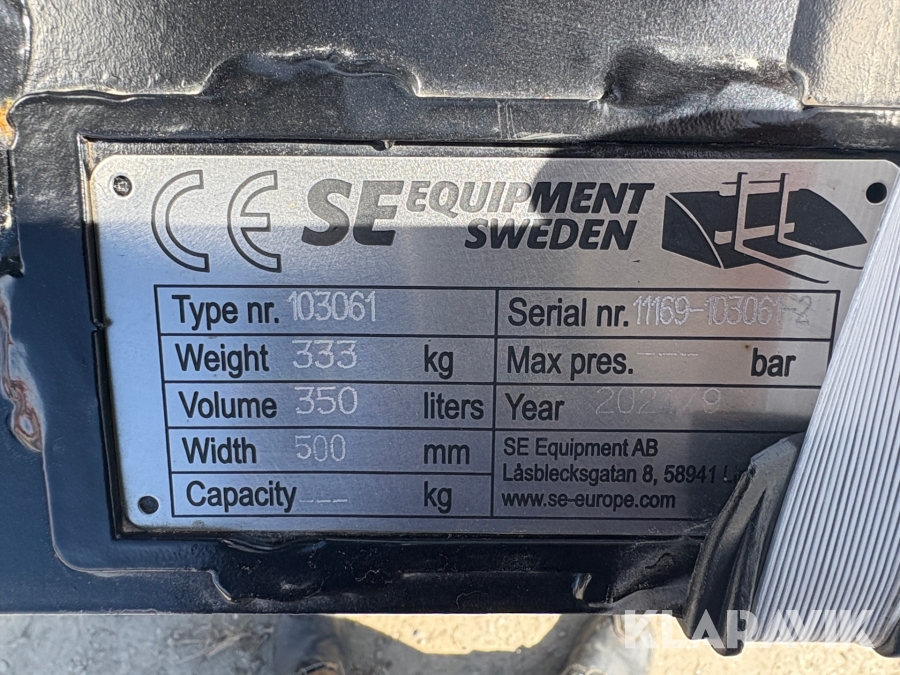 CE SE EQUIPMENT
SWEDEN
Type nr. 103061
Serial nr. 11169-103061-2
Weight 333 kg
Max pres. --- bar
Volume 350 liters
Year
Width 500 mm
SE Equipment AB
Låsblecksgatan 8, 58941
Capacity --- kg
www.se-europe.com
KLARAVIK